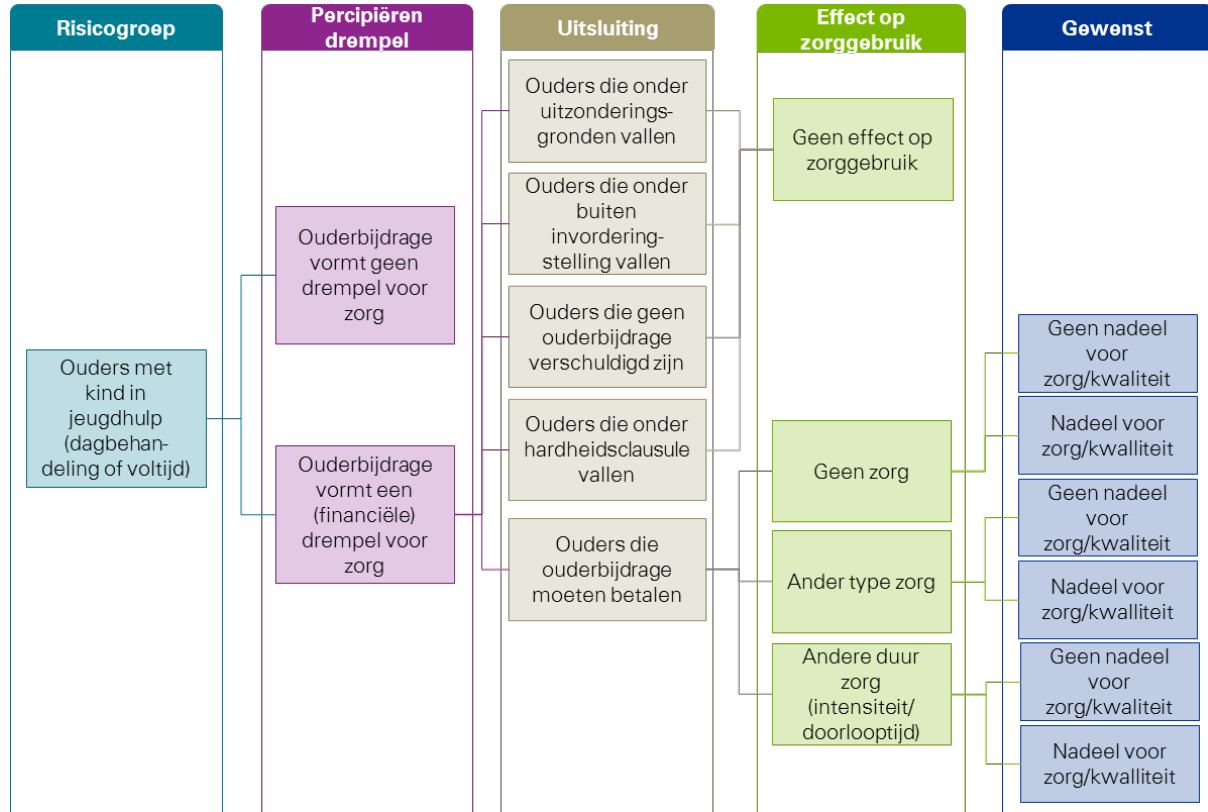 Risicogroep
Percipiëren
drempel
Uitsluiting
Effect op
zorggebruik
Gewenst
Ouders met
kind in
jeugdhulp
(dagbehan-
deling of voltijd)
Ouderbijdrage
vormt geen
drempel voor
zorg
Ouderbijdrage
vormt een
(financiële)
drempel voor
zorg
Ouders die onder
uitzonderings-
gronden vallen
Ouders die onder
buiten
invordering-
stelling vallen
Ouders die geen
ouderbijdrage
verschuldigd zijn
Ouders die onder
hardheidsclausule
vallen
Ouders die
ouderbijdrage
moeten betalen
Geen effect op
zorggebruik
Geen zorg
Ander type zorg
Andere duur
zorg
(intensiteit/
doorlooptijd)
Geen nadeel
voor
zorg/kwaliteit
Nadeel voor
zorg/kwalliteit
Geen nadeel
voor
zorg/kwaliteit
Nadeel voor
zorg/kwalliteit
Geen nadeel
voor
zorg/kwaliteit
Nadeel voor
zorg/kwalliteit